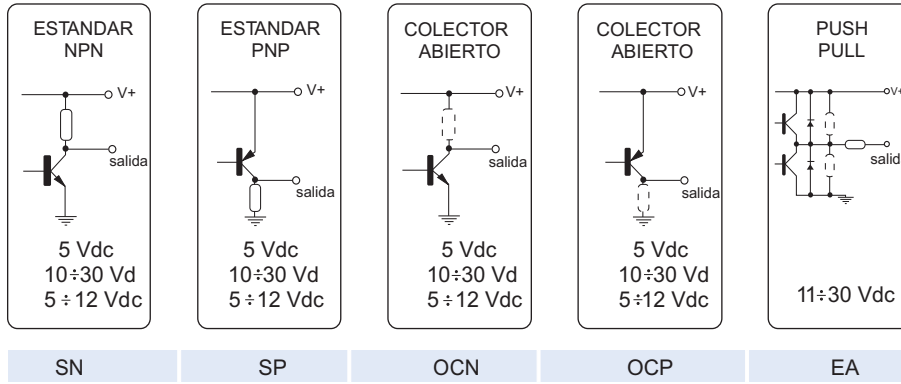 ESTANDAR
NPN
V+
salida
5 Vdc
10÷30 Vd
5÷12 Vdc
ESTANDAR
PNP
V+
salida
5 Vdc
10÷30 Vd
5÷12 Vdc
COLECTOR
ABIERTO
V+
salida
5 Vdc
10÷30 Vd
5÷12 Vdc
COLECTOR
ABIERTO
V+
salida
5 Vdc
10÷30 Vd
5÷12 Vdc
PUSH
PULL
V+
salid
11÷30 Vdc
SN SP OCN OCP EA